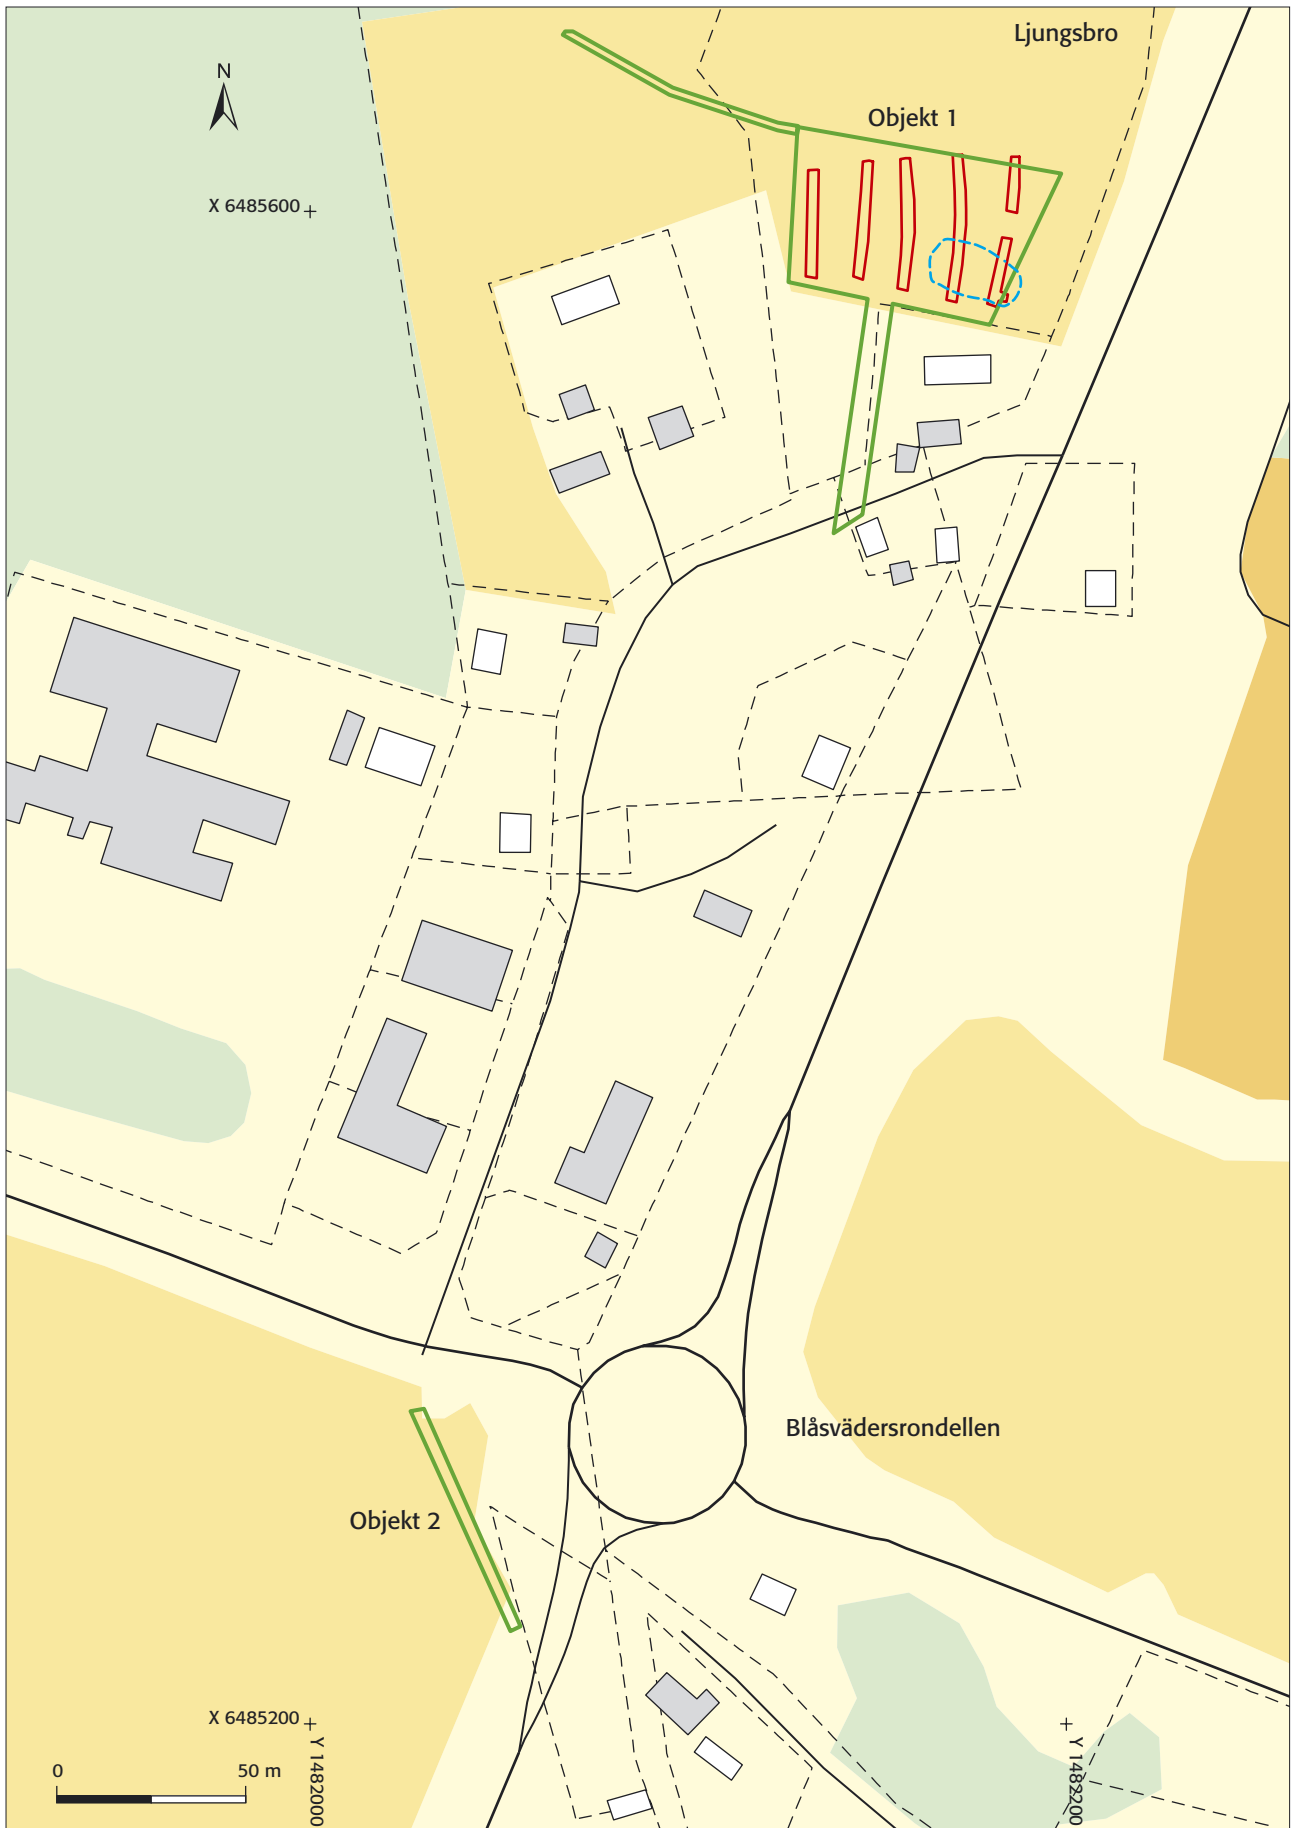 Ljungsbro
N
Objekt 1
X 6485600
Blåsvädersrondellen
Objekt 2
X 6485200
Y 1482000
Y 1482200
0 50 m